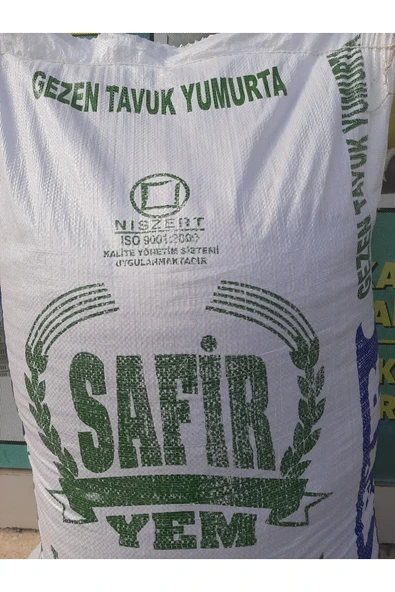 GEZEN TAVUK YUMURTA
NISZERT
ISO 9001:2000
KALİTE YÖNETİM SİSTEMİ
UYGULANMAKTADIR
SAFİR
YEM
GEZEN TAVUK YUMURTA